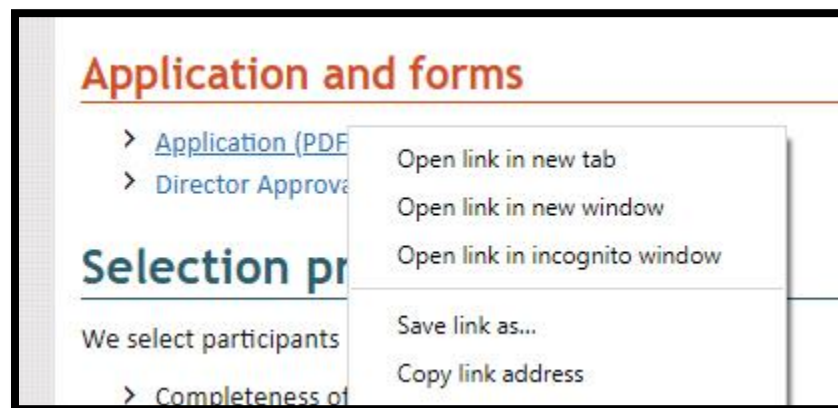 Application and forms
Application (PDF
Director Approva
Selection pr
We select participants
Completeness of
Open link in new tab
Open link in new window
Open link in incognito window
Save link as...
Copy link address